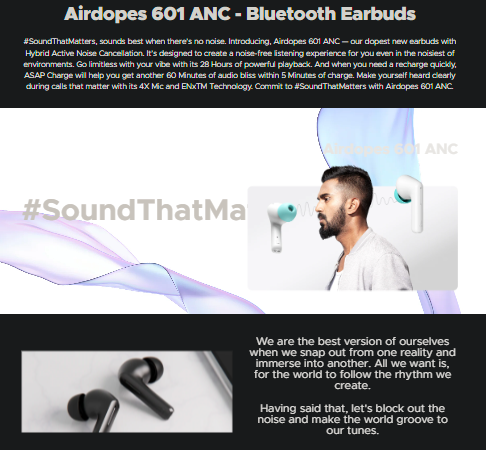 Airdopes 601 ANC - Bluetooth Earbuds
#SoundThatMatters, sounds best when there's no noise. Introducing, Airdopes 601 ANC — our dopest new earbuds with
Hybrid Active Noise Cancellation. It's designed to create a noise-free listening experience for you even in the noisiest of
environments. Go limitless with your vibe with its 28 Hours of powerful playback. And when you need a recharge quickly,
ASAP Charge will help you get another 60 Minutes of audio bliss within 5 Minutes of charge. Make yourself heard clearly
during calls that matter with its 4X Mic and ENxTM Technology. Commit to #SoundThatMatters with Airdopes 601 ANC.
Airdopes 601 ANC
#SoundThatMat
We are the best version of ourselves
when we snap out from one reality and
immerse into another. All we want is,
for the world to follow the rhythm we
create.
Having said that, let's block out the
noise and make the world groove to
our tunes.